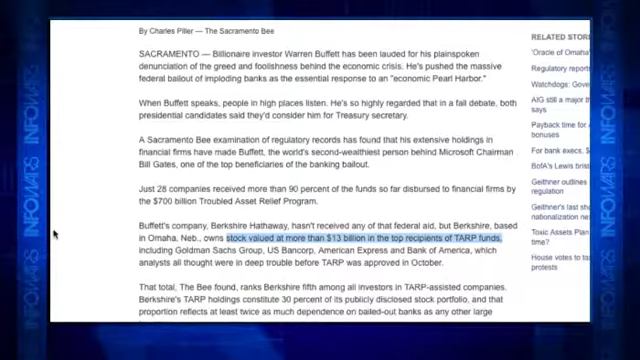 By Charles Piller — The Sacramento Bee
SACRAMENTO — Billionaire investor Warren Buffett has been lauded for his plainspoken
denunciation of the greed and foolishness behind the economic crisis. He's pushed the massive
federal bailout of imploding banks as the essential response to an "economic Pearl Harbor."
When Buffett speaks, people in high places listen. He's so highly regarded that in a fall debate, both
presidential candidates said they'd consider him for Treasury secretary.
A Sacramento Bee examination of regulatory records has found that his extensive holdings in
financial firms have made Buffett, the world's second-wealthiest person behind Microsoft Chairman
Bill Gates, one of the top beneficiaries of the banking bailout.
Just 28 companies received more than 90 percent of the funds so far disbursed to financial firms by
the $700 billion Troubled Asset Relief Program.
Buffett's company, Berkshire Hathaway, hasn't received any of that federal aid, but Berkshire, based
in Omaha, Neb., owns stock valued at more than $13 billion in the top recipients of TARP funds,
including Goldman Sachs Group, US Bancorp, American Express and Bank of America, which
analysts all thought were in deep trouble before TARP was approved in October.
That total, The Bee found, ranks Berkshire fifth among all investors in TARP-assisted companies.
Berkshire's TARP holdings constitute 30 percent of its publicly disclosed stock portfolio, and that
proportion reflects at least twice as much dependence on bailed-out banks as any other large
RELATED STOR
'Oracle of Omaha'
Regulatory report
Watchdogs: Gove
AIG still a major th
says
Payback time for
bonuses
For bank execs, $
BofA's Lewis brist
Geithner outlines
regulation
Geithner's last sha
nationalization ne
Toxic Assets Plan
time?
House votes to ta
protests
INFOWARS
INFOWARS
INFOWARS
INFOWARS